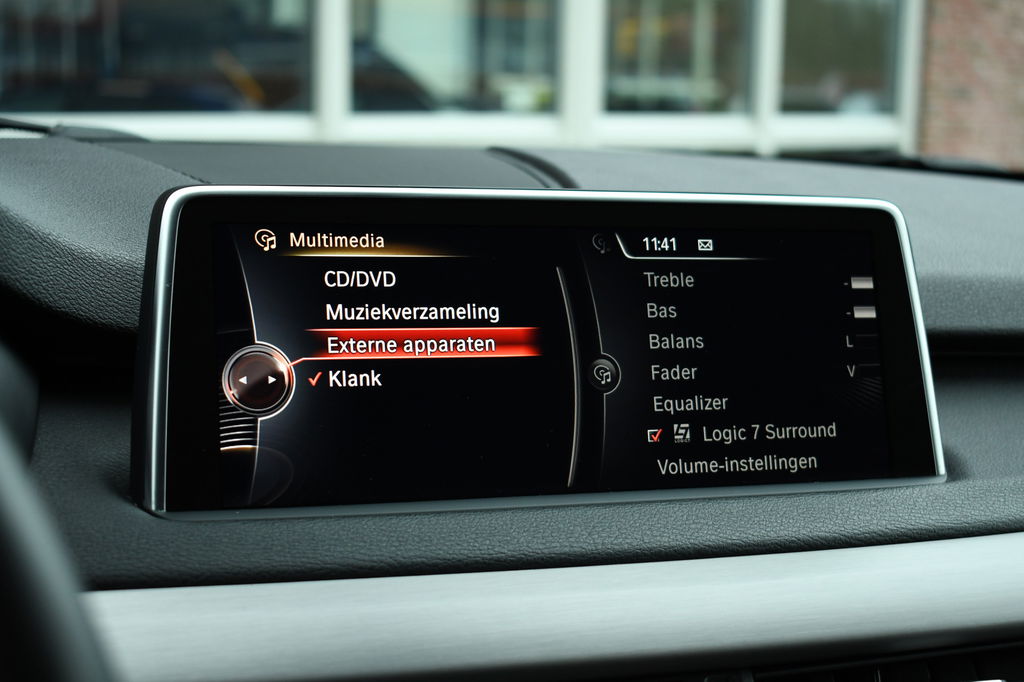 Multimedia
CD/DVD
Muziekverzameling
Externe apparaten
Klank
11:41
Treble -
Bas -
Balans L
Fader V
Equalizer
LOGIC7 Logic 7 Surround
Volume-instellingen